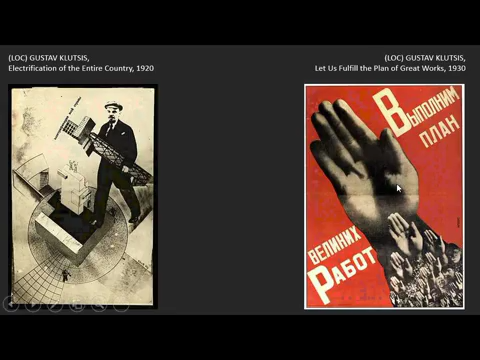 (LOC) GUSTAV KLUTSIS,
Electrification of the Entire Country, 1920
(LOC) GUSTAV KLUTSIS,
Let Us Fulfill the Plan of Great Works, 1930
ВЫПОЛНИМ
ПЛАН
ВЕЛИКИХ
РАБОТ